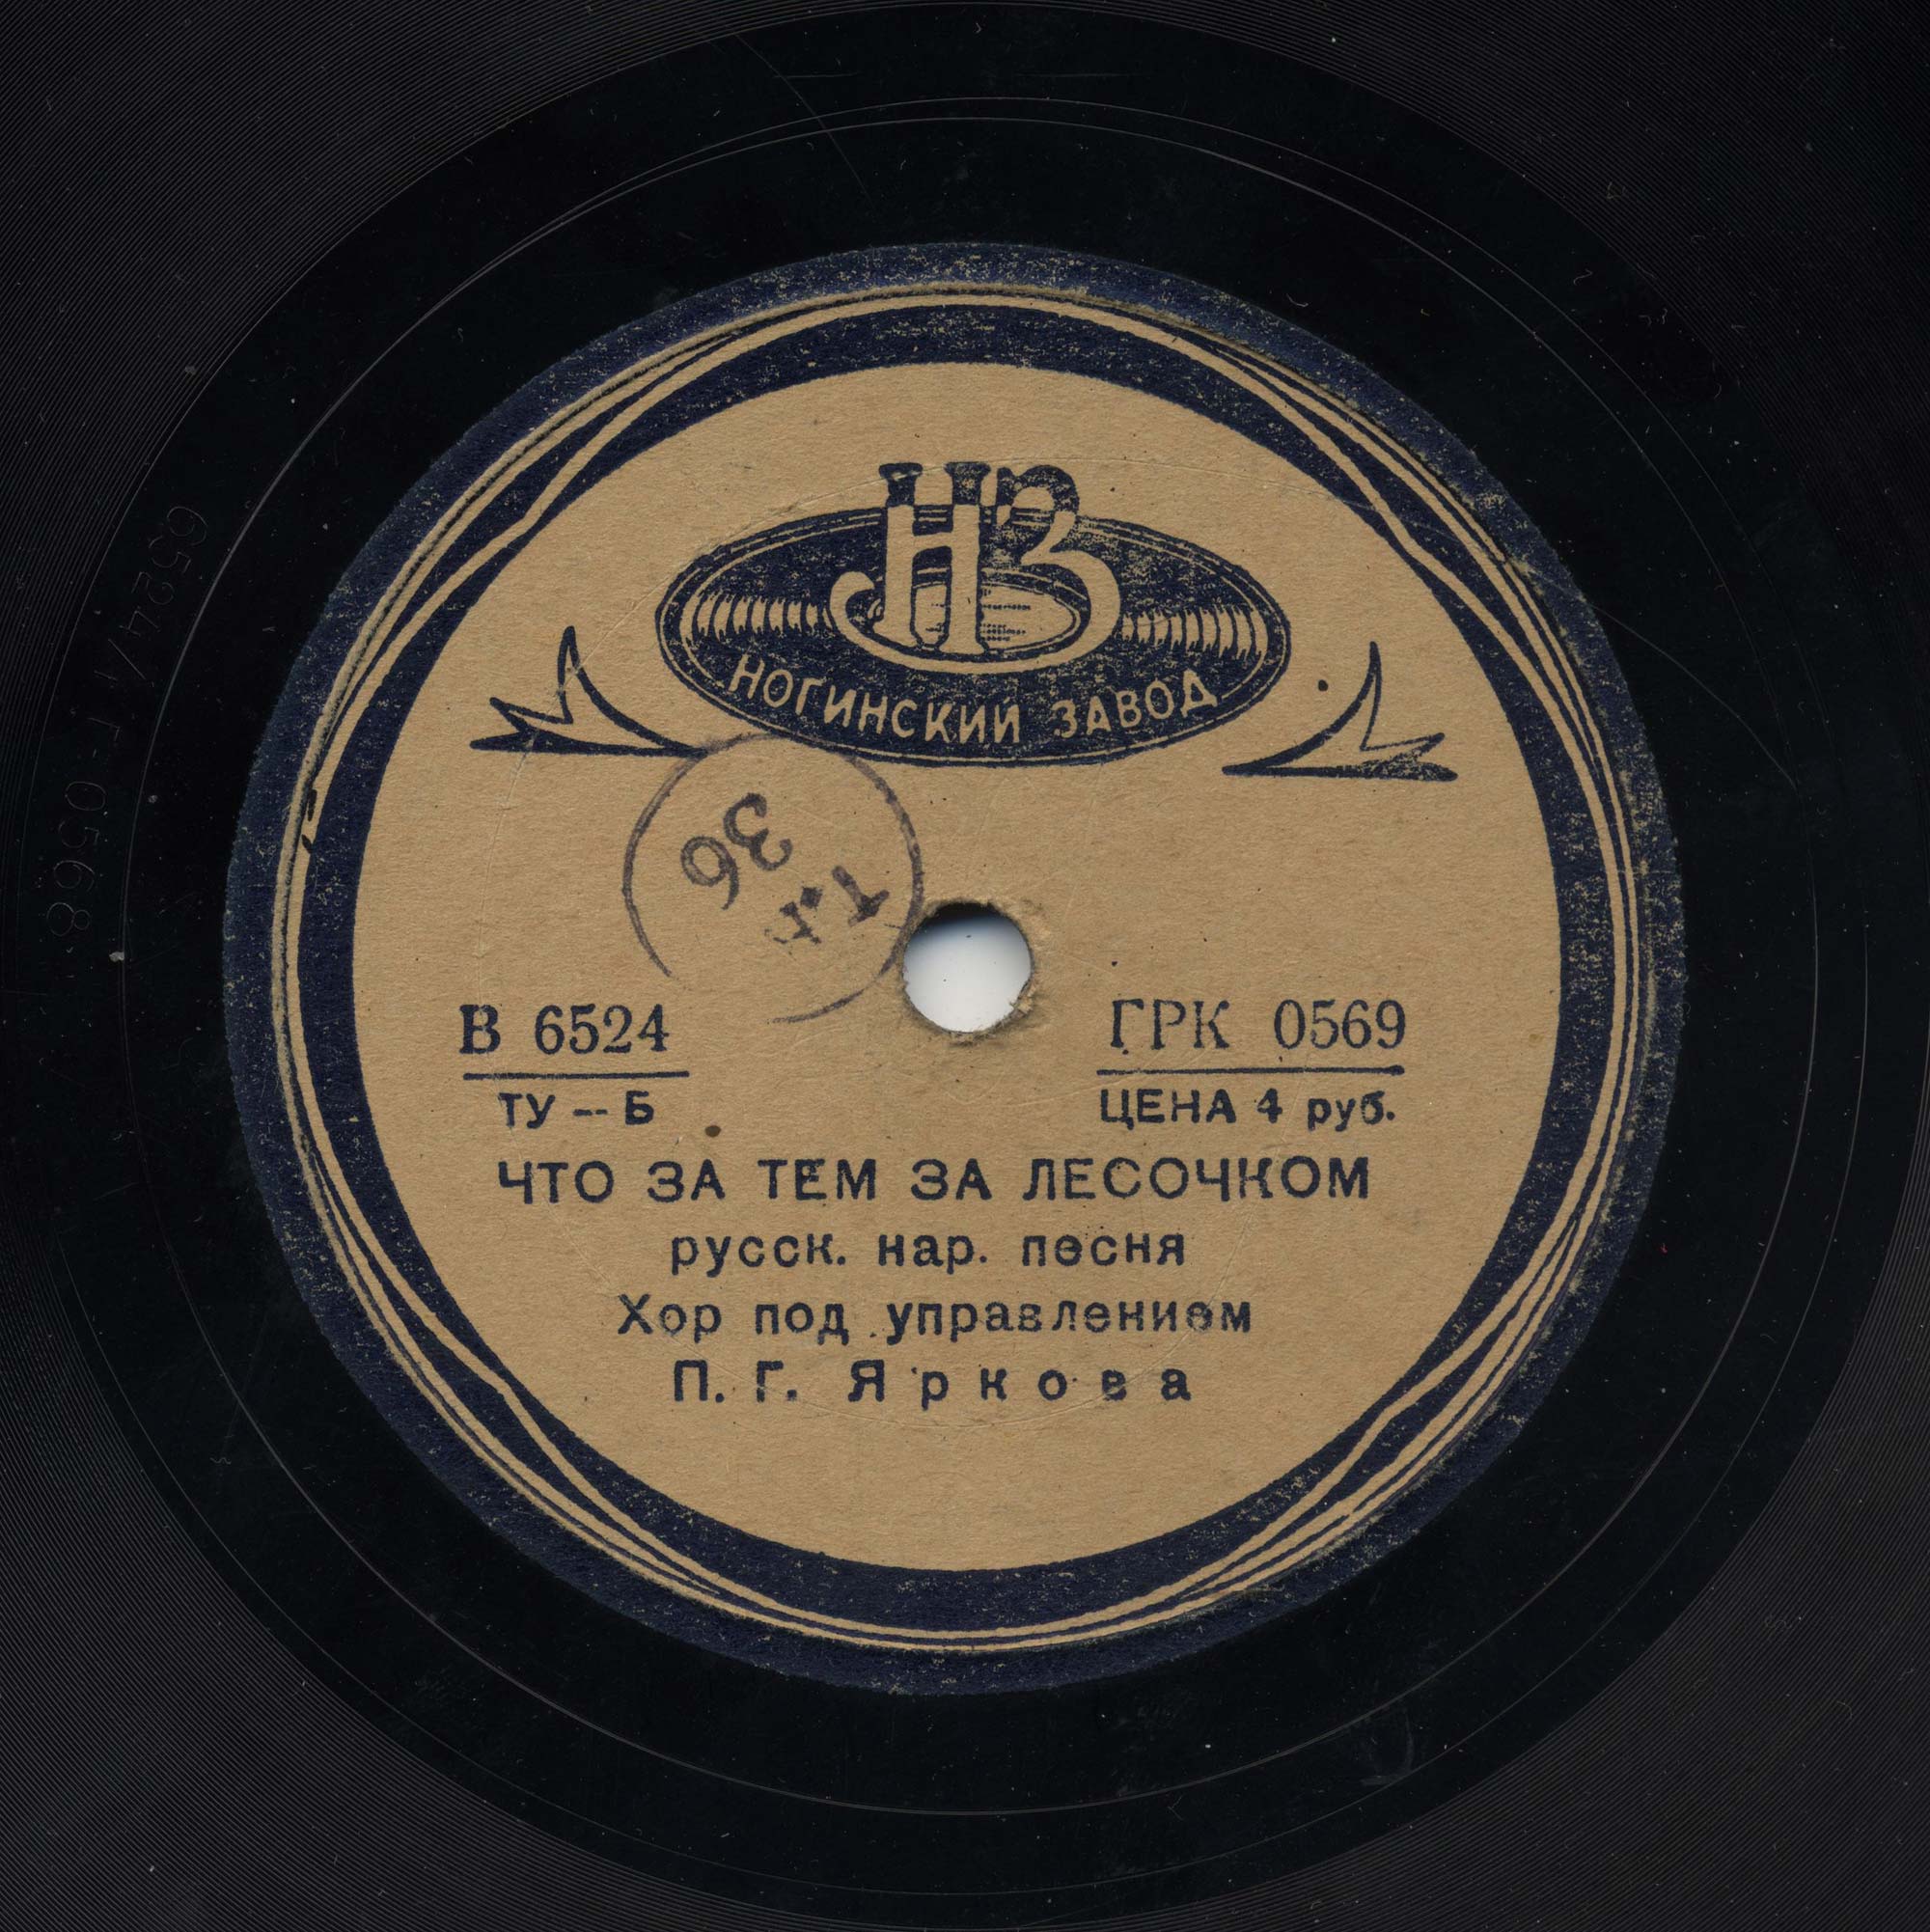 НЗ
НОГИНСКИЙ ЗАВОД
36
В 6524
ГРК 0569
ТУ -- Б
ЦЕНА 4 руб.
ЧТО ЗА ТЕМ ЗА ЛЕСОЧКОМ
русск. нар. песня
Хор под управлением
П. Г. Яркова